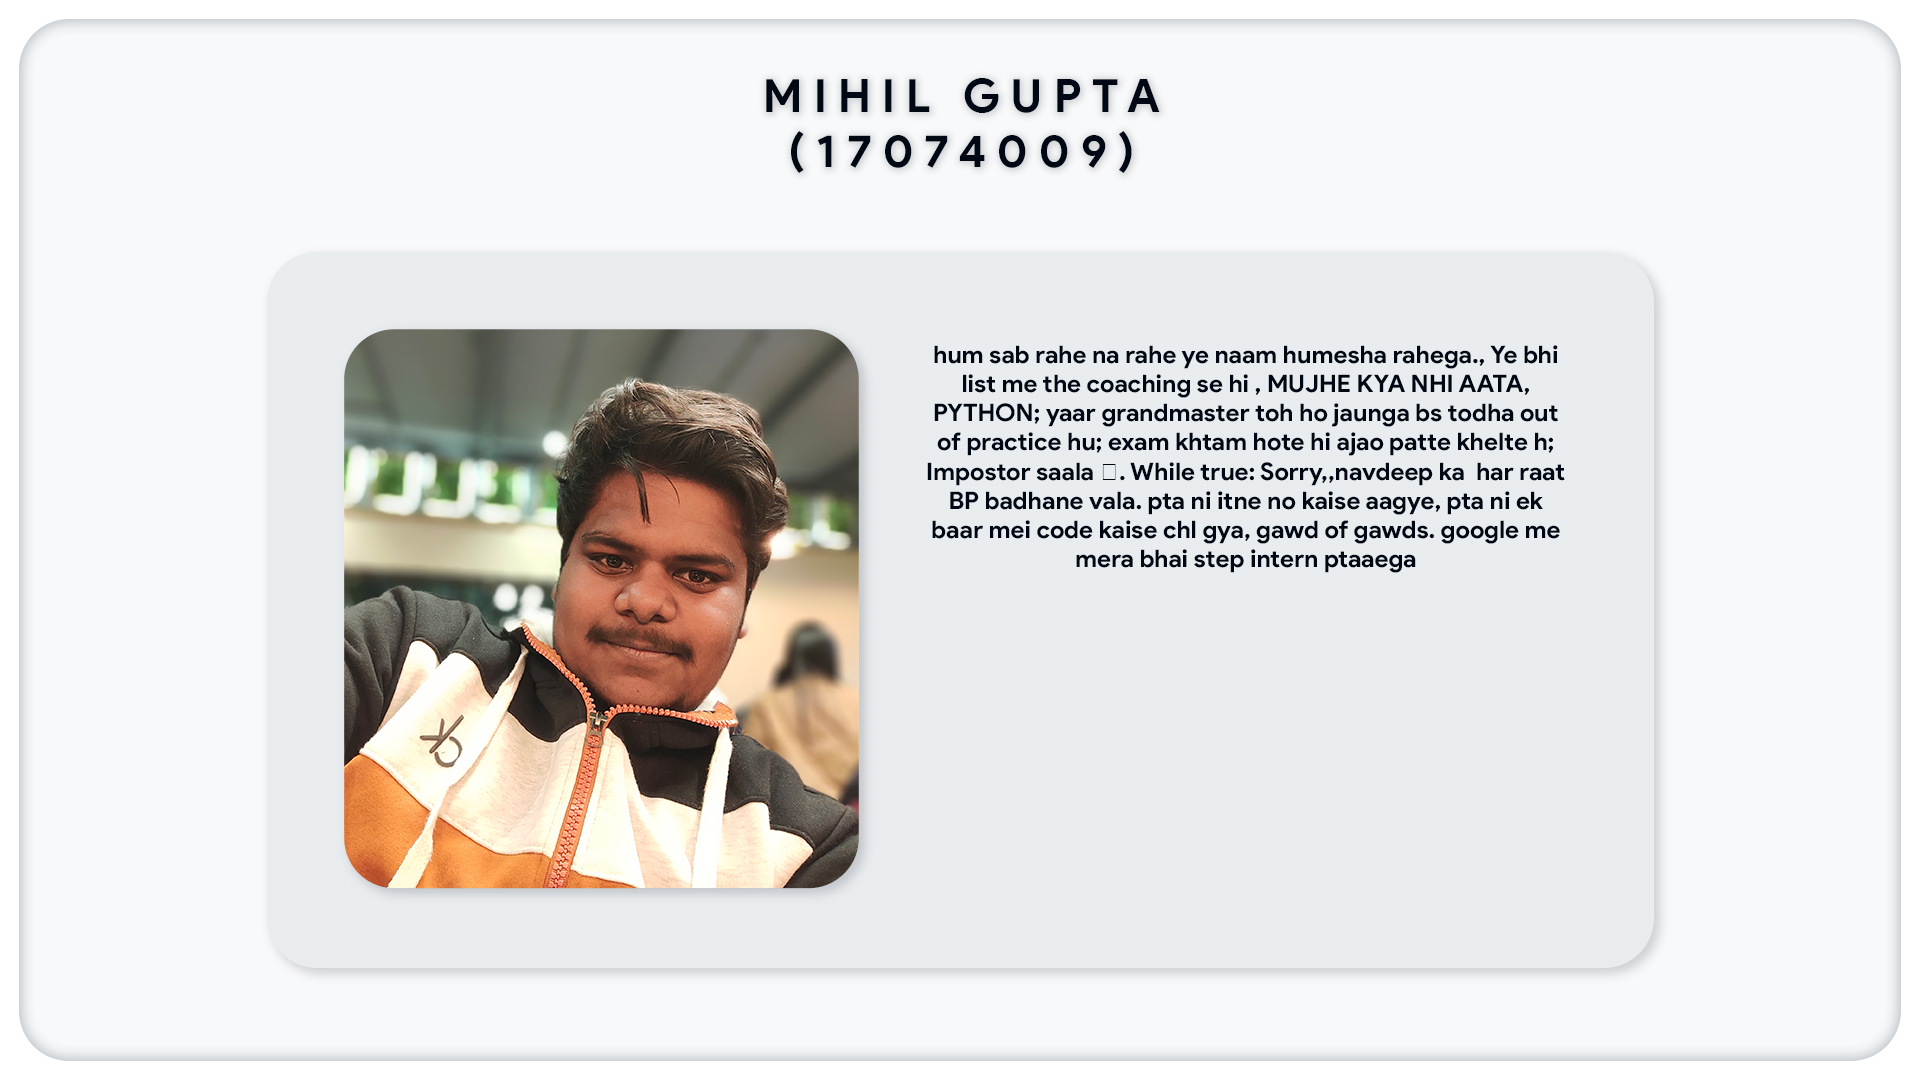 MIHIL GUPTA
(17074009)
hum sab rahe na rahe ye naam humesha rahega., Ye bhi
list me the coaching se hi , MUJHE KYA NHI AATA,
PYTHON; yaar grandmaster toh ho jaunga bs todha out
of practice hu; exam khtam hote hi ajao patte khelte h;
Impostor saala □. While true: Sorry,,navdeep ka  har raat
BP badhane vala. pta ni itne no kaise aagye, pta ni ek
baar mei code kaise chl gya, gawd of gawds. google me
mera bhai step intern ptaaega